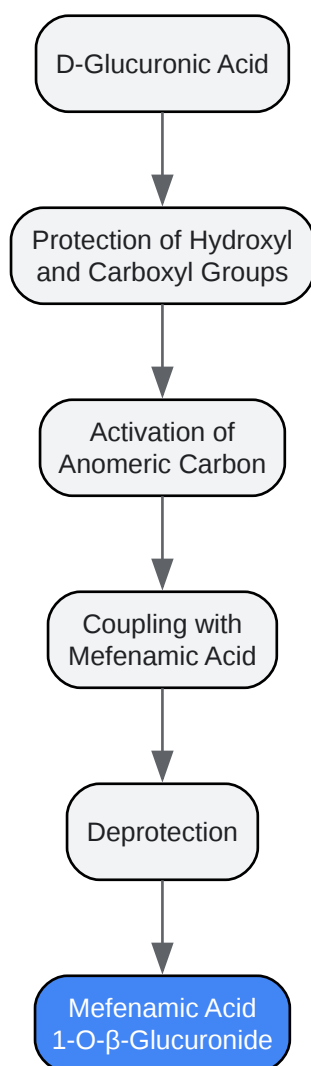 D-Glucuronic Acid
Protection of Hydroxyl
and Carboxyl Groups
Activation of
Anomeric Carbon
Coupling with
Mefenamic Acid
Deprotection
Mefenamic Acid
1-O-β-Glucuronide